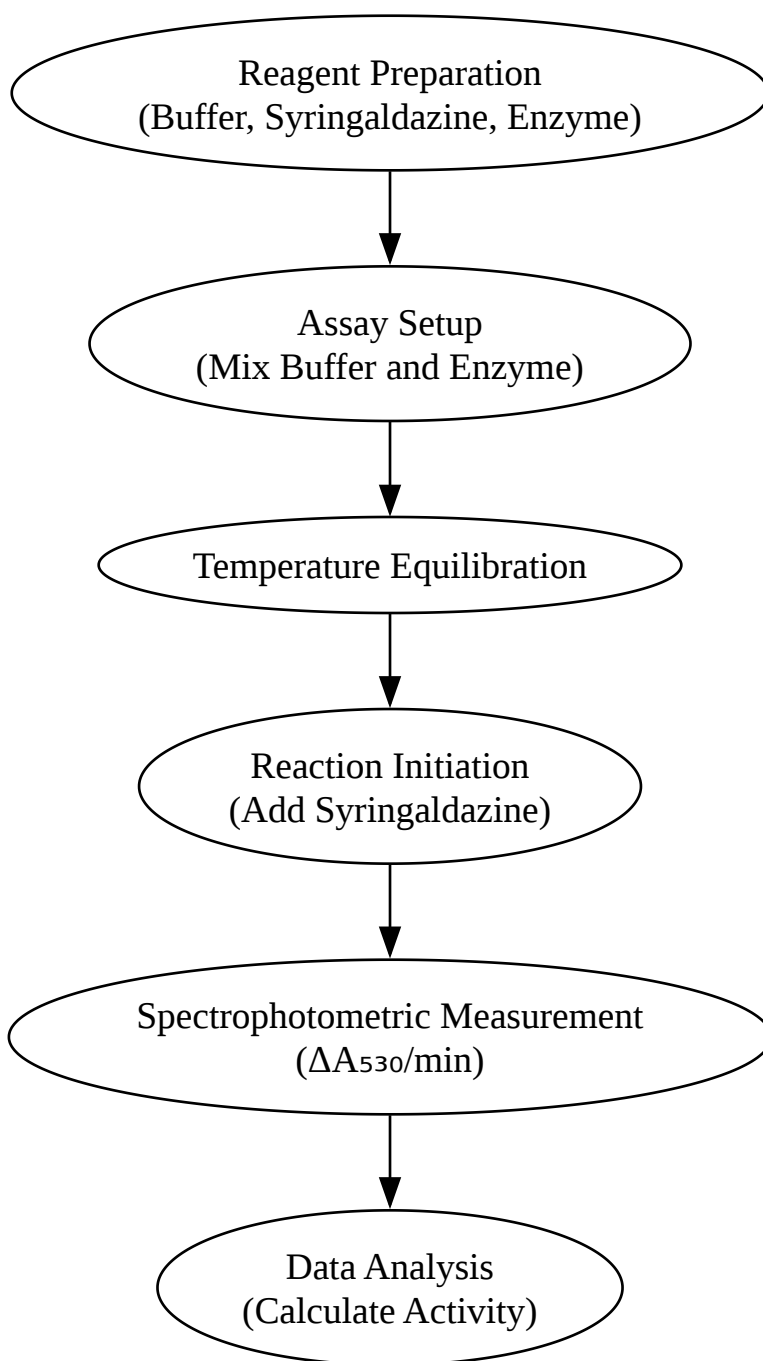 Reagent Preparation
(Buffer, Syringaldazine, Enzyme)
Assay Setup
(Mix Buffer and Enzyme)
Temperature Equilibration
Reaction Initiation
(Add Syringaldazine)
Spectrophotometric Measurement
(ΔA₅₃₀/min)
Data Analysis
(Calculate Activity)